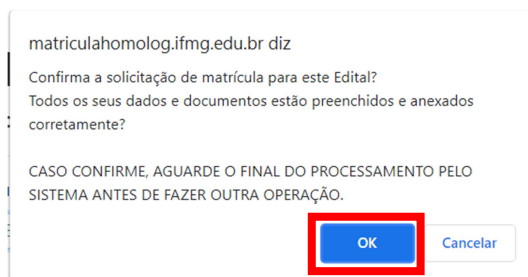 matriculahomolog.ifmg.edu.br diz
Confirma a solicitação de matrícula para este Edital?
Todos os seus dados e documentos estão preenchidos e anexados
corretamente?
CASO CONFIRME, AGUARDE O FINAL DO PROCESSAMENTO PELO
SISTEMA ANTES DE FAZER OUTRA OPERAÇÃO.
OK Cancelar